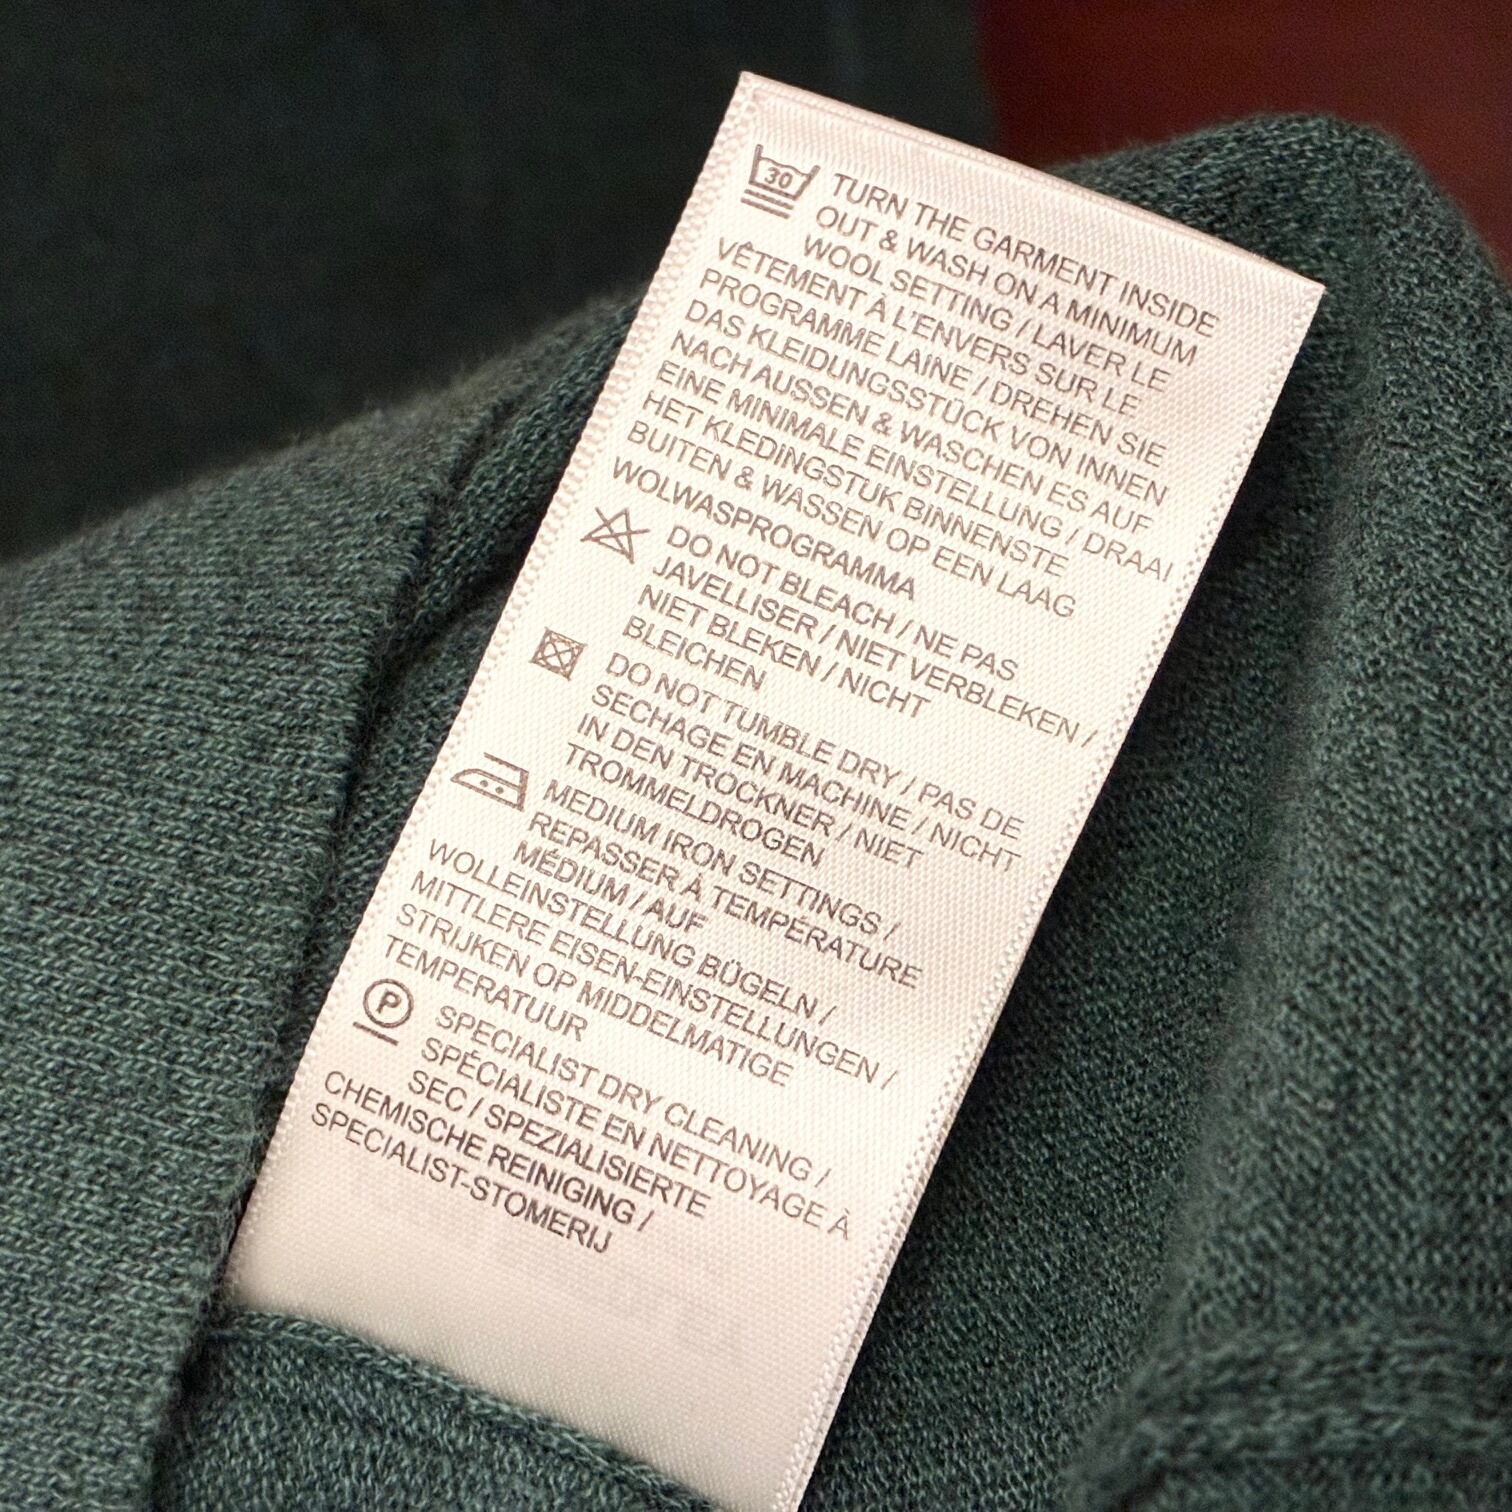 30
TURN THE GARMENT INSIDE
OUT & WASH ON A MINIMUM
WOOL SETTING / LAVER LE
VÊTEMENT À L'ENVERS SUR LE
PROGRAMME LAINE / DREHEN SIE
DAS KLEIDUNGSSTÜCK VON INNEN
NACH AUSSEN & WASCHEN ES AUF
EINE MINIMALE EINSTELLUNG / DRAAI
HET KLEDINGSTUK BINNENSTE
BUITEN & WASSEN OP EEN LAAG
WOLWASPROGRAMMA
DO NOT BLEACH / NE PAS
JAVELLISER / NIET VERBLEKEN /
NIET BLEKEN / NICHT
BLEICHEN
DO NOT TUMBLE DRY / PAS DE
SECHAGE EN MACHINE / NICHT
IN DEN TROCKNER / NIET
TROMMELDROGEN
MEDIUM IRON SETTINGS /
REPASSER À TEMPÉRATURE
MÉDIUM / AUF
WOLLEINSTELLUNG BÜGELN /
MITTLERE EISEN-EINSTELLUNGEN /
STRIJKEN OP MIDDELMATIGE
TEMPERATUUR
P
SPECIALIST DRY CLEANING /
SPÉCIALISTE EN NETTOYAGE À
SEC / SPEZIALISIERTE
CHEMISCHE REINIGING /
SPECIALIST-STOMERIJ